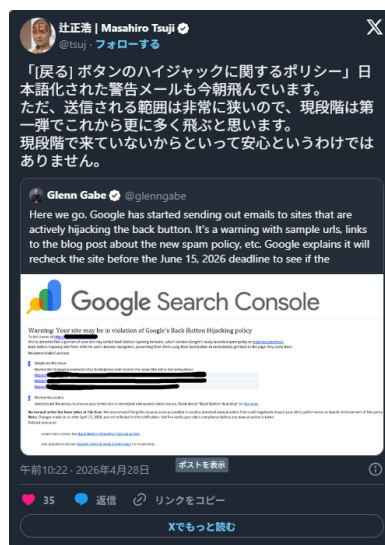 辻正浩 | Masahiro Tsuji
@tsuj · フォローする
「[戻る] ボタンのハイジャックに関するポリシー」日
本語化された警告メールも今朝飛んでいます。
ただ、送信される範囲は非常に狭いので、現段階は第
一弾でこれから更に多く飛ぶと思います。
現段階で来ていないからといって安心というわけでは
ありません。
Glenn Gabe @glenngabe
Here we go. Google has started sending out emails to sites that are
actively hijacking the back button. It's a warning with sample urls, links
to the blog post about the new spam policy, etc. Google explains it will
recheck the site before the June 15, 2026 deadline to see if the
Google Search Console
Warning: Your site may be in violation of Google's Back Button Hijacking policy
To the owner of
Recommended actions:
Diagnose the issue
Review the policy
午前10:22 · 2026年4月28日
ポストを表示
35 返信 リンクをコピー
Xでもっと読む